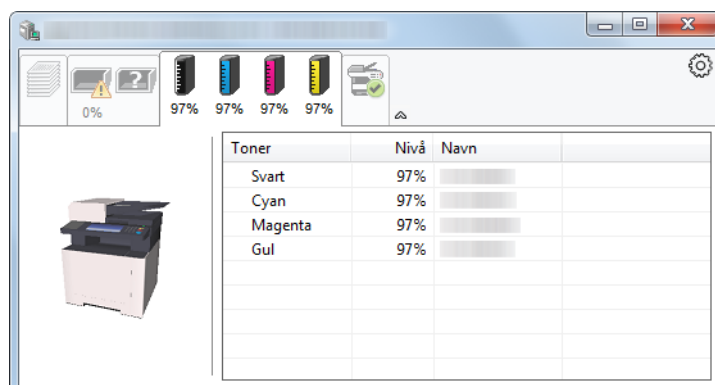 0%
97% 97% 97% 97%
Toner Nivå Navn
Svart 97%
Cyan 97%
Magenta 97%
Gul 97%